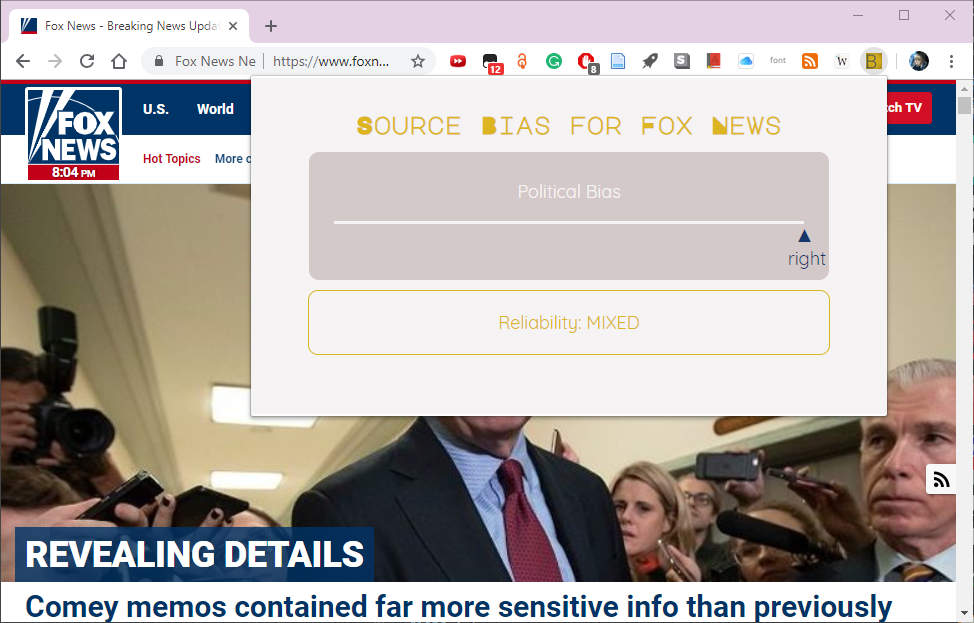 Fox News - Breaking News Upda
Fox News Ne
https://www.foxn...
12
8
S
font
W
B
FOX
NEWS
8:04 PM
U.S.
World
tch TV
Hot Topics
More o
Source Bias for Fox News
Political Bias
right
Reliability: MIXED
REVEALING DETAILS
Comey memos contained far more sensitive info than previously